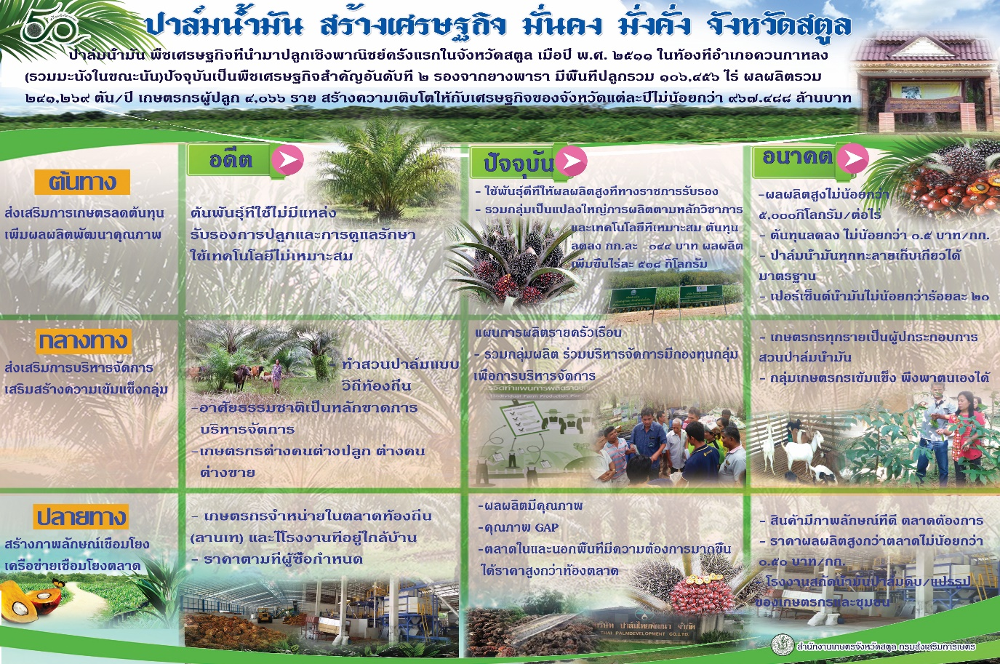 ปาล์มน้ำมัน สร้างเศรษฐกิจ มั่นคง มั่งคั่ง จังหวัดสตูล
ปาล์มน้ำมัน พืชเศรษฐกิจที่นำมาปลูกเชิงพาณิชย์ครั้งแรกในจังหวัดสตูล เมื่อปี พ.ศ. ๒๕๑๑ ในท้องที่อำเภอควนกาหลง
(รวมมะนังในขณะนั้น)ปัจจุบันเป็นพืชเศรษฐกิจสำคัญอันดับที่ ๒ รองจากยางพารา มีพื้นที่ปลูกรวม ๑๐๖,๔๕๖ ไร่ ผลผลิตรวม
๒๔๑,๒๖๙ ตัน/ปี เกษตรกรผู้ปลูก ๔,๐๖๖ ราย สร้างความเติบโตให้กับเศรษฐกิจของจังหวัดแต่ละปีไม่น้อยกว่า ๙๖๗.๔๘๘ ล้านบาท
อดีต
ปัจจุบัน
อนาคต
ต้นทาง
ส่งเสริมการเกษตรลดต้นทุน
เพิ่มผลผลิตพัฒนาคุณภาพ
ต้นพันธุ์ที่ใช้ไม่มีแหล่ง
รับรองการปลูกและการดูแลรักษา
ใช้เทคโนโลยีไม่เหมาะสม
- ใช้พันธุ์ดีที่ให้ผลผลิตสูงที่ทางราชการรับรอง
- รวมกลุ่มเป็นแปลงใหญ่การผลิตตามหลักวิชาการ
และเทคโนโลยีที่เหมาะสม ต้นทุน
ลดลง กก.ละ ๐๔๔ บาท ผลผลิต
เพิ่มขึ้นไร่ละ ๕๓๘ กิโลกรัม
-ผลผลิตสูงไม่น้อยกว่า
๕,๐๐๐กิโลกรัม/ต่อไร่
- ต้นทุนลดลง ไม่น้อยกว่า ๐.๕ บาท/กก.
- ปาล์มน้ำมันทุกทะลายเก็บเกี่ยวได้
มาตรฐาน
- เปอร์เซ็นต์น้ำมันไม่น้อยกว่าร้อยละ ๒๐
กลางทาง
ส่งเสริมการบริหารจัดการ
เสริมสร้างความเข้มแข็งกลุ่ม
- ทำสวนปาล์มแบบ
วิถีท้องถิ่น
-อาศัยธรรมชาติเป็นหลักขาดการ
บริหารจัดการ
-เกษตรกรต่างคนต่างปลูก ต่างคน
ต่างขาย
แผนการผลิตรายครัวเรือน
- รวมกลุ่มผลิต ร่วมบริหารจัดการมีกองทุนกลุ่ม
เพื่อการบริหารจัดการ
Individual Farm Production Plan
- เกษตรกรทุกรายเป็นผู้ปกระกอบการ
สวนปาล์มน้ำมัน
- กลุ่มเกษตรกรเข้มแข็ง พึ่งพาตนเองได้
ปลายทาง
สร้างภาพลักษณ์เชื่อมโยง
เครือข่ายเชื่อมโยงตลาด
- เกษตรกรจำหน่ายในตลาดท้องถิ่น
(ลานเท) และโรงงานที่อยู่ใกล้บ้าน
- ราคาตามที่ผู้ซื้อกำหนด
-ผลผลิตมีคุณภาพ
-คุณภาพ GAP
-ตลาดในและนอกพื้นที่มีความต้องการมากขึ้น
ได้ราคาสูงกว่าท้องตลาด
บริษัท ปาล์มไทยพัฒนา จำกัด
THAI PALMDEVELOPMENT CO.,LTD.
- สินค้ามีภาพลักษณ์ที่ดี ตลาดต้องการ
- ราคาผลผลิตสูงกว่าตลาดไม่น้อยกว่า
๐.๕๐ บาท/กก.
- โรงงานสกัดน้ำมันปาล์มดิบ/แปรรูป
ของเกษตรกรและชุมชน
สำนักงานเกษตรจังหวัดสตูล กรมส่งเสริมการเษตร